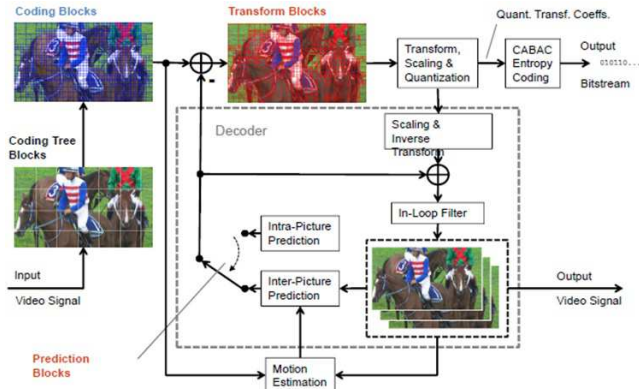 Coding Blocks
Transform Blocks
Quant. Transf. Coeffs.
Transform,
Scaling &
Quantization
CABAC
Entropy
Coding
Output
010110...
Bitstream
-
Coding Tree
Blocks
Decoder
Scaling &
Inverse
Transform
In-Loop Filter
Intra-Picture
Prediction
Inter-Picture
Prediction
Input
Video Signal
Output
Video Signal
Prediction
Blocks
Motion
Estimation